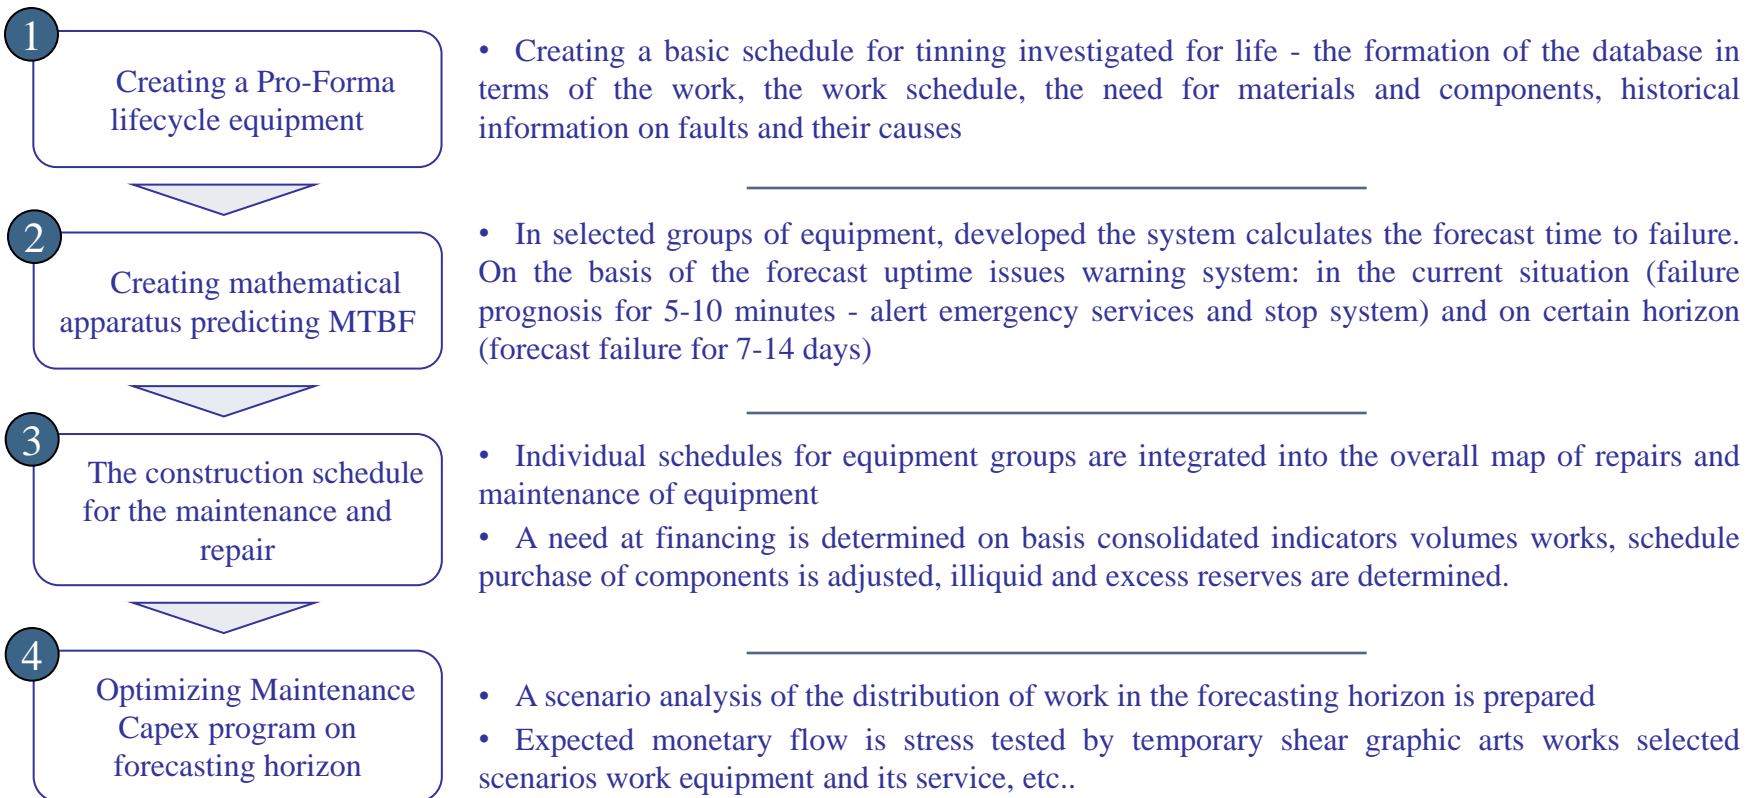 1
Creating a Pro-Forma
lifecycle equipment
• Creating a basic schedule for tinning investigated for life - the formation of the database in
terms of the work, the work schedule, the need for materials and components, historical
information on faults and their causes
2
Creating mathematical
apparatus predicting MTBF
• In selected groups of equipment, developed the system calculates the forecast time to failure.
On the basis of the forecast uptime issues warning system: in the current situation (failure
prognosis for 5-10 minutes - alert emergency services and stop system) and on certain horizon
(forecast failure for 7-14 days)
3
The construction schedule
for the maintenance and
repair
• Individual schedules for equipment groups are integrated into the overall map of repairs and
maintenance of equipment
• A need at financing is determined on basis consolidated indicators volumes works, schedule
purchase of components is adjusted, illiquid and excess reserves are determined.
4
Optimizing Maintenance
Capex program on
forecasting horizon
• A scenario analysis of the distribution of work in the forecasting horizon is prepared
• Expected monetary flow is stress tested by temporary shear graphic arts works selected
scenarios work equipment and its service, etc..